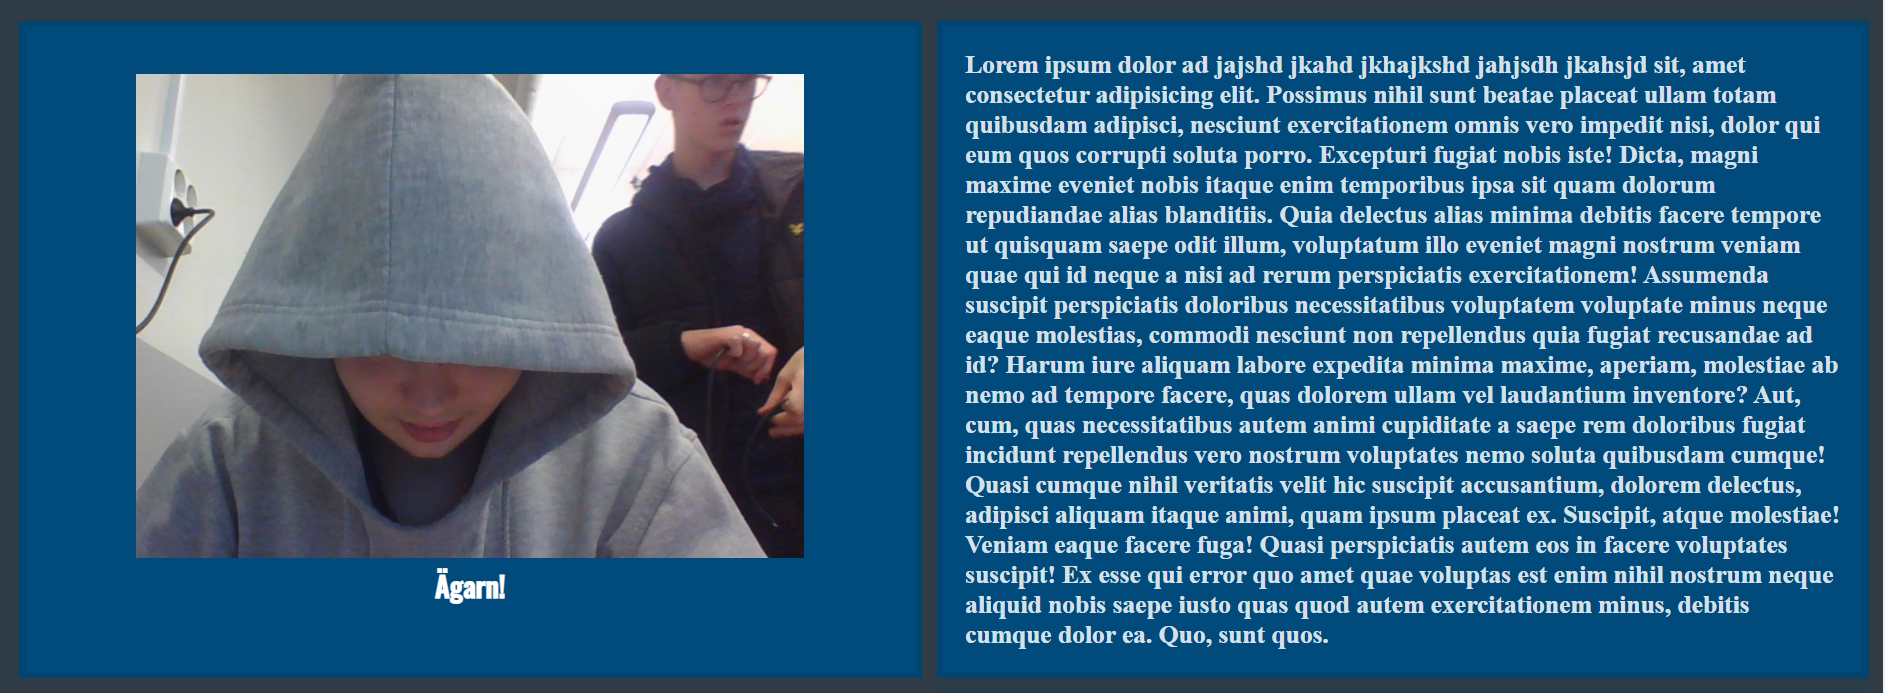 Ägarn!
Lorem ipsum dolor ad jajshd jkahd jkhajkshd jahjsdh jkahsjd sit, amet
consectetur adipisicing elit. Possimus nihil sunt beatae placeat ullam totam
quibusdam adipisci, nesciunt exercitationem omnis vero impedit nisi, dolor qui
eum quos corrupti soluta porro. Excepturi fugiat nobis iste! Dicta, magni
maxime eveniet nobis itaque enim temporibus ipsa sit quam dolorum
repudiandae alias blanditiis. Quia delectus alias minima debitis facere tempore
ut quisquam saepe odit illum, voluptatum illo eveniet magni nostrum veniam
quae qui id neque a nisi ad rerum perspiciatis exercitationem! Assumenda
suscipit perspiciatis doloribus necessitatibus voluptatem voluptate minus neque
eaque molestias, commodi nesciunt non repellendus quia fugiat recusandae ad
id? Harum iure aliquam labore expedita minima maxime, aperiam, molestiae ab
nemo ad tempore facere, quas dolorem ullam vel laudantium inventore? Aut,
cum, quas necessitatibus autem animi cupiditate a saepe rem doloribus fugiat
incidunt repellendus vero nostrum voluptates nemo soluta quibusdam cumque!
Quasi cumque nihil veritatis velit hic suscipit accusantium, dolorem delectus,
adipisci aliquam itaque animi, quam ipsum placeat ex. Suscipit, atque molestiae!
Veniam eaque facere fuga! Quasi perspiciatis autem eos in facere voluptates
suscipit! Ex esse qui error quo amet quae voluptas est enim nihil nostrum neque
aliquid nobis saepe iusto quas quod autem exercitationem minus, debitis
cumque dolor ea. Quo, sunt quos.